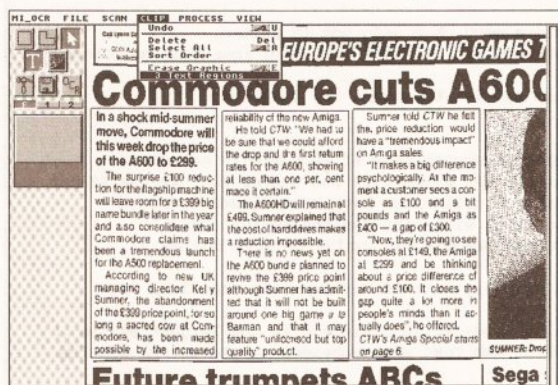 MI_OCR FILE SCAN CLIP PROCESS VIEW
Undo U
Delete Del
Select All R
Sort Order
Erase Graphic E
3 Text Regions
1 2
EUROPE'S ELECTRONIC GAMES T
Commodore cuts A600
In a shock mid-summer
move, Commodore will
this week drop the price
of the A600 to £299.
The surprise £100 reduc-
tion for the flagship machine
will leave room for a £399 big
name bundle later in the year
and also consolidate what
Commodore claims has
been a tremendous launch
for the A500 replacement.
According to new UK
managing director Kelly
Sumner, the abandonment
of the £399 price point, for so
long a sacred cow at Com-
modore, has been made
possible by the increased
reliability of the new Amiga.
He told CTW: "We had to
be sure that we could afford
the drop and the first return
rates for the A600, showing
at less than one per, cent
made it certain."
The A600HD will remain at
£499. Sumner explained that
the cost of hard drives makes
a reduction impossible.
There is no news yet on
the A600 bundle planned to
revive the £399 price point
although Sumner has admit-
ted that it will not be built
around one big game a la
Batman and that it may
feature "unlicensed but top
quality" product.
Sumner told CTW he felt
the price reduction would
have a "tremendous impact"
on Amiga sales.
"It makes a big difference
psychologically. At the mo-
ment a customer sees a con-
sole as £100 and a bit
pounds and the Amiga as
£400 — a gap of £300.
"Now, they're going to see
consoles at £149, the Amiga
at £299 and be thinking
about a price difference of
around £100. It closes the
gap quite a lot more in
people's minds than it ac-
tually does", he offered.
CTW's Amiga Special starts
on page 6.
SUMNER: Drop
Future trumpets ABCs
Sega